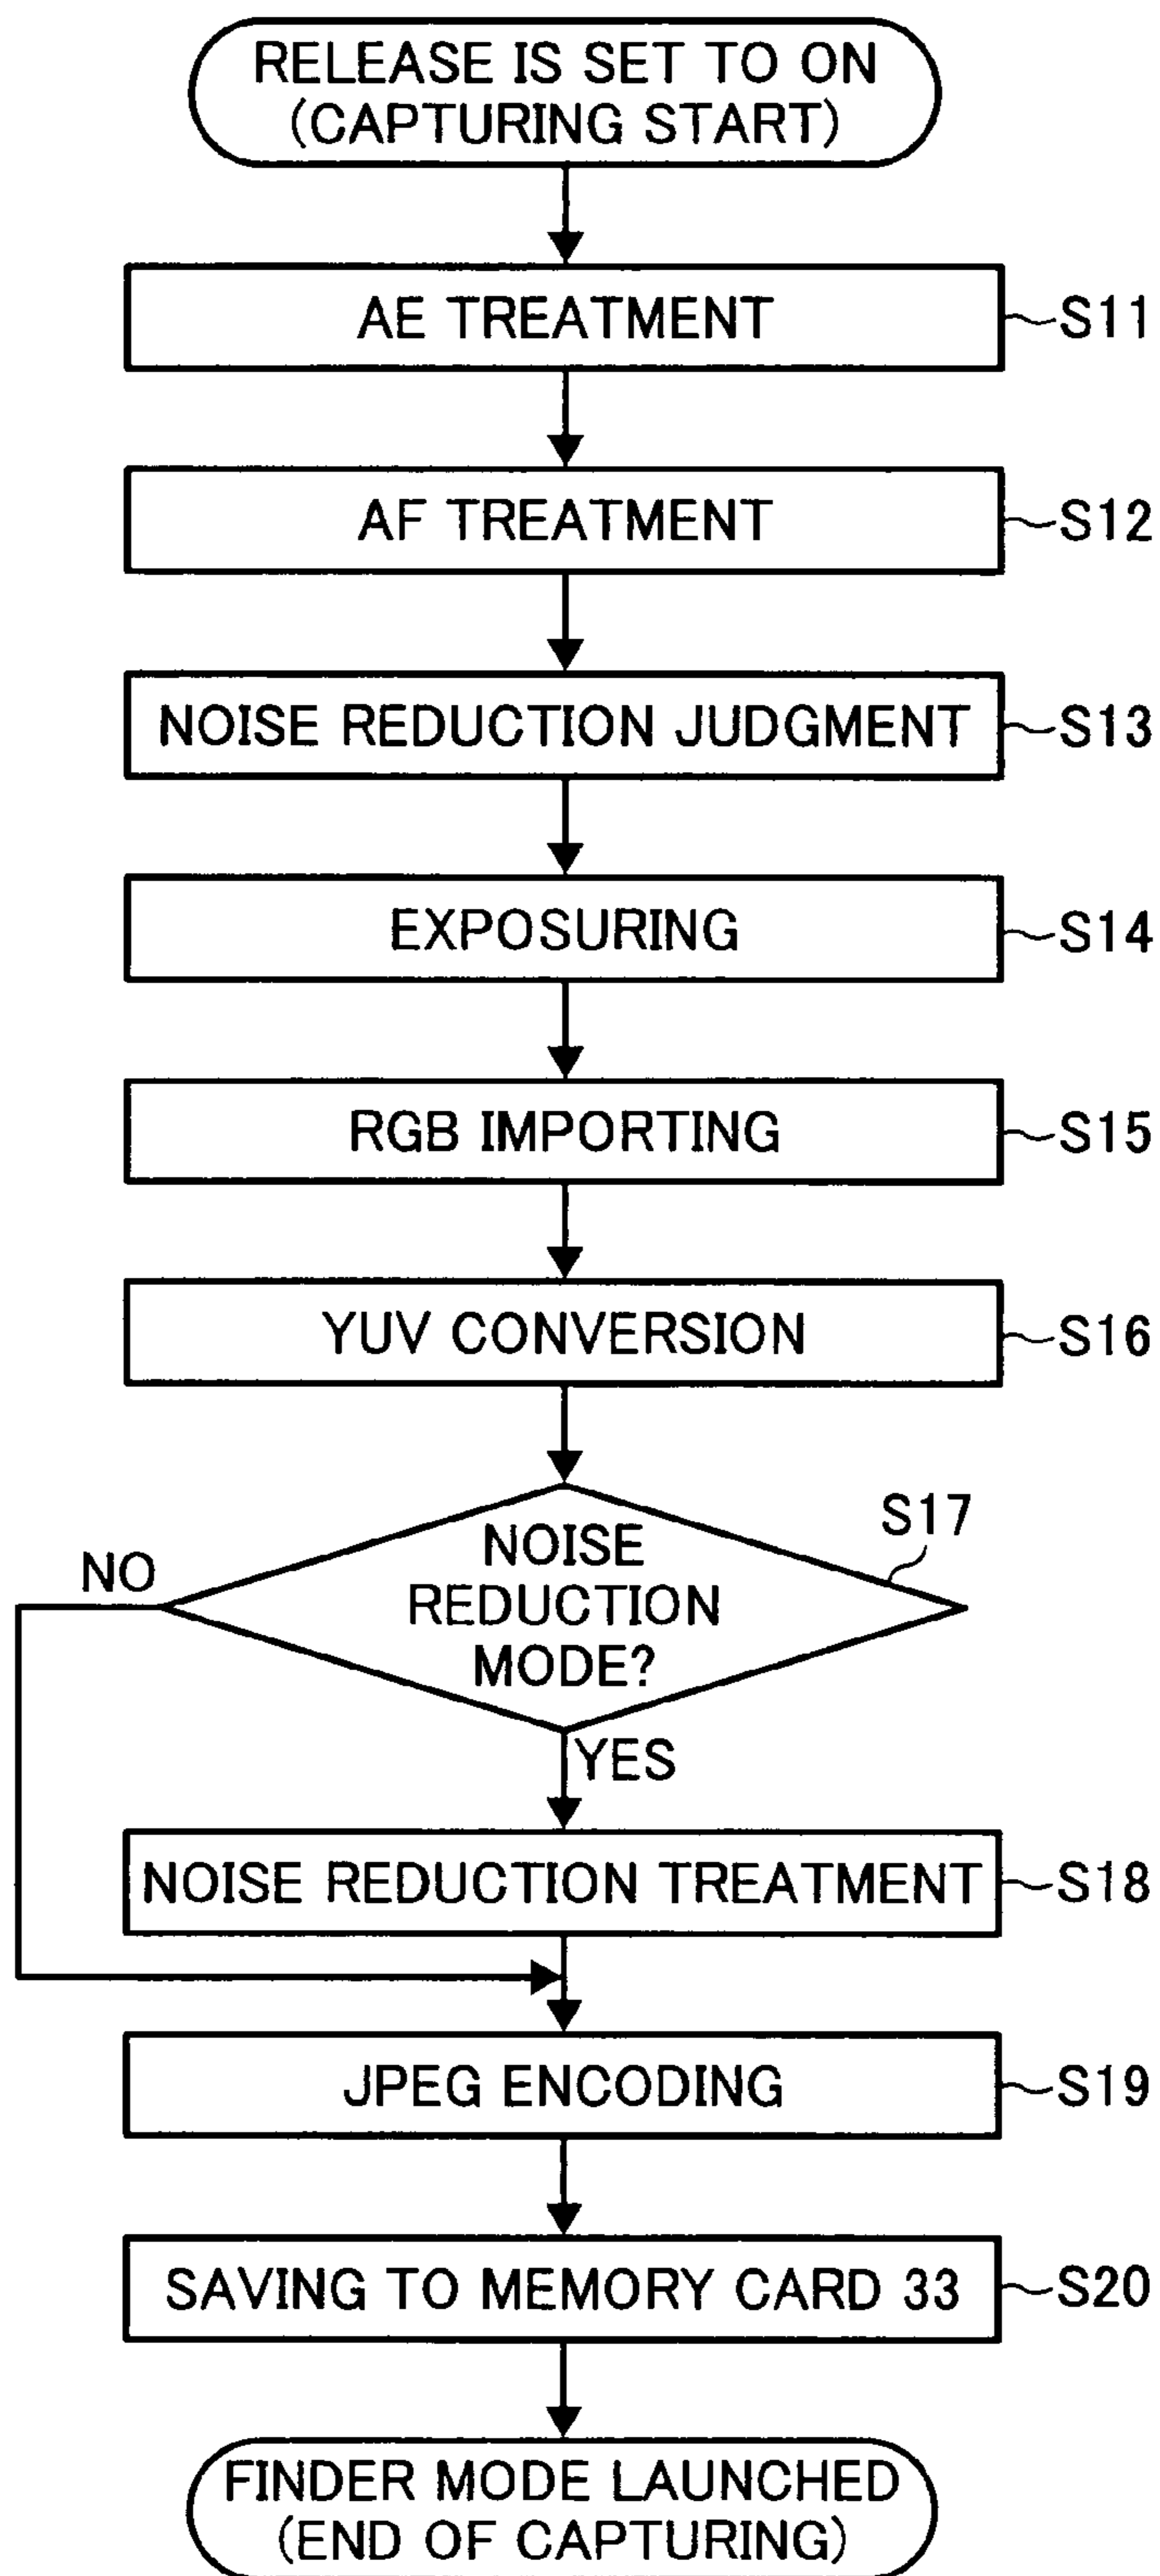 RELEASE IS SET TO ON
(CAPTURING START)
AE TREATMENT
S11
AF TREATMENT
S12
NOISE REDUCTION JUDGMENT
S13
EXPOSURING
S14
RGB IMPORTING
S15
YUV CONVERSION
S16
S17
NO
NOISE
REDUCTION
MODE?
YES
NOISE REDUCTION TREATMENT
S18
JPEG ENCODING
S19
SAVING TO MEMORY CARD 33
S20
FINDER MODE LAUNCHED
(END OF CAPTURING)